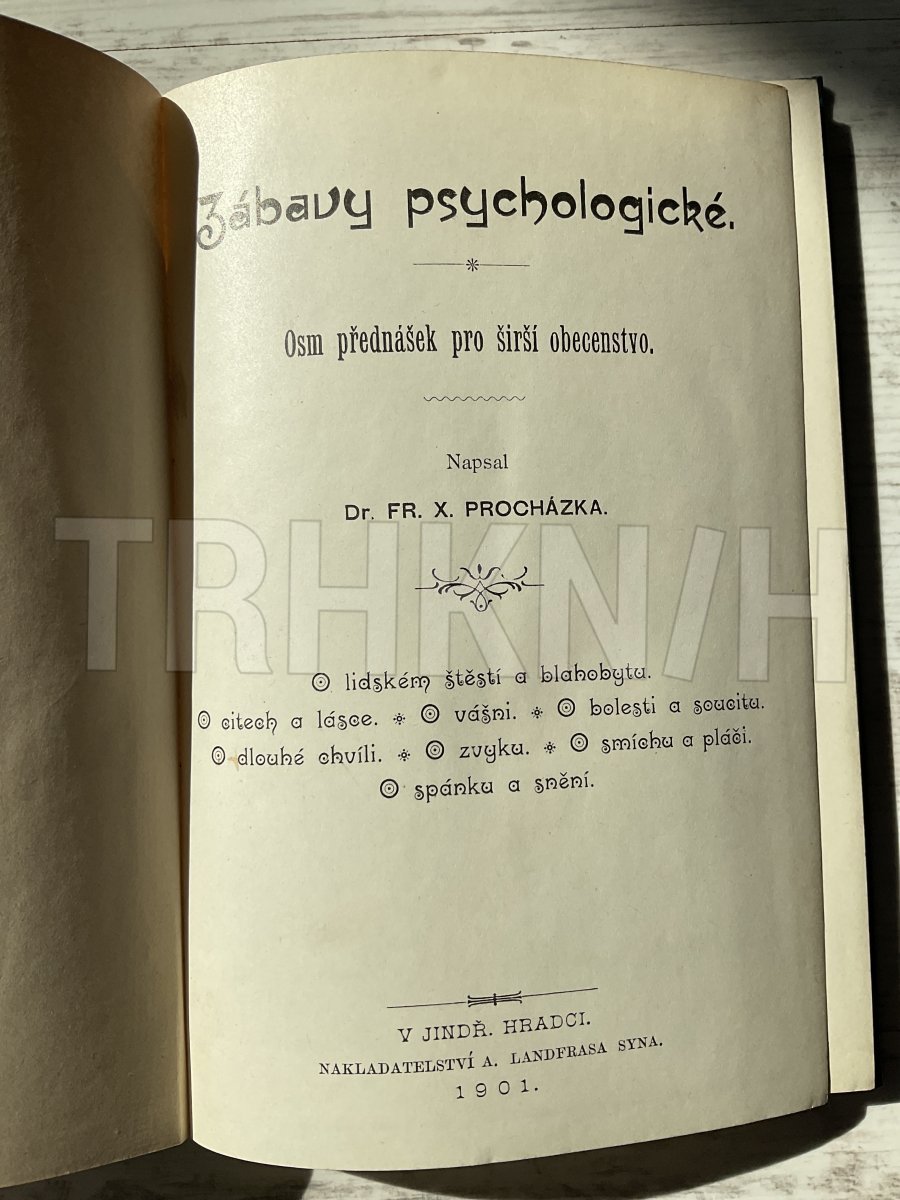 Zábavy psychologické.
Osm přednášek pro širší obecenstvo.
Napsal
Dr. FR. X. PROCHÁZKA.
TRHKNIH
O lidském štěstí a blahobytu.
O citech a lásce. * O vášni. * O bolesti a soucitu.
O dlouhé chvíli. * O zvyku. * O smíchu a pláči.
O spánku a snění.
V JINDŘ. HRADCI.
NAKLADATELSTVÍ A. LANDFRASA SYNA.
1901.